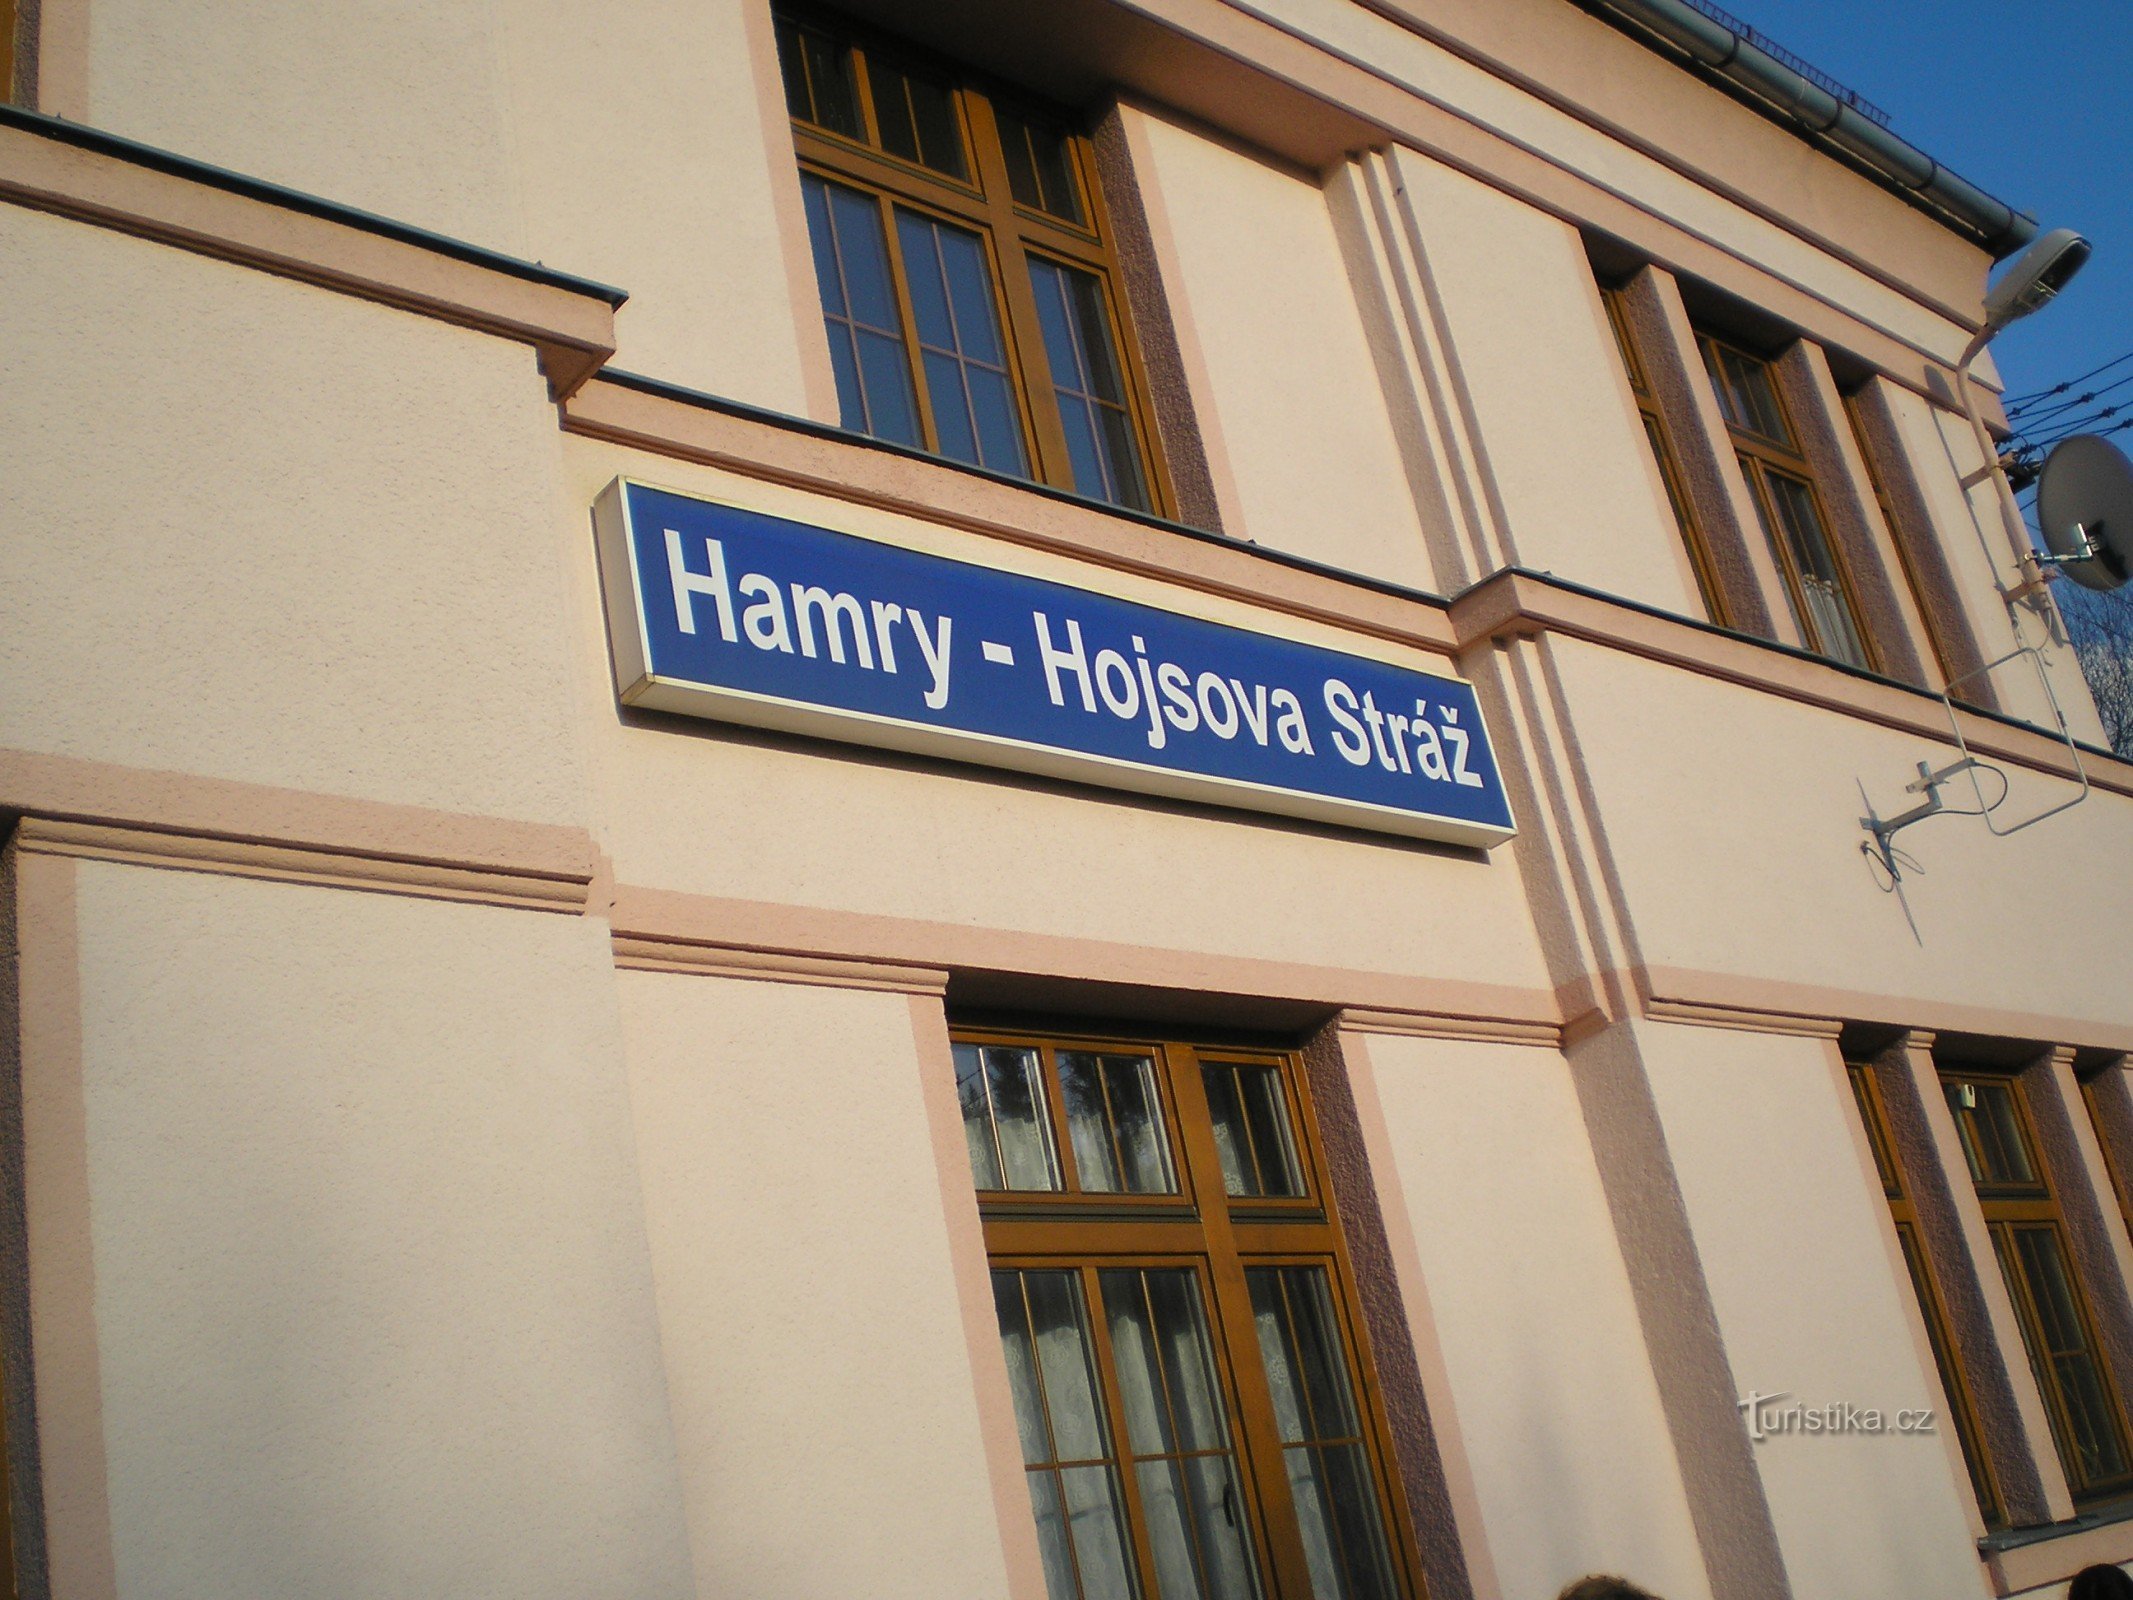 Hamry - Hojsova Stráž
Turistika.cz